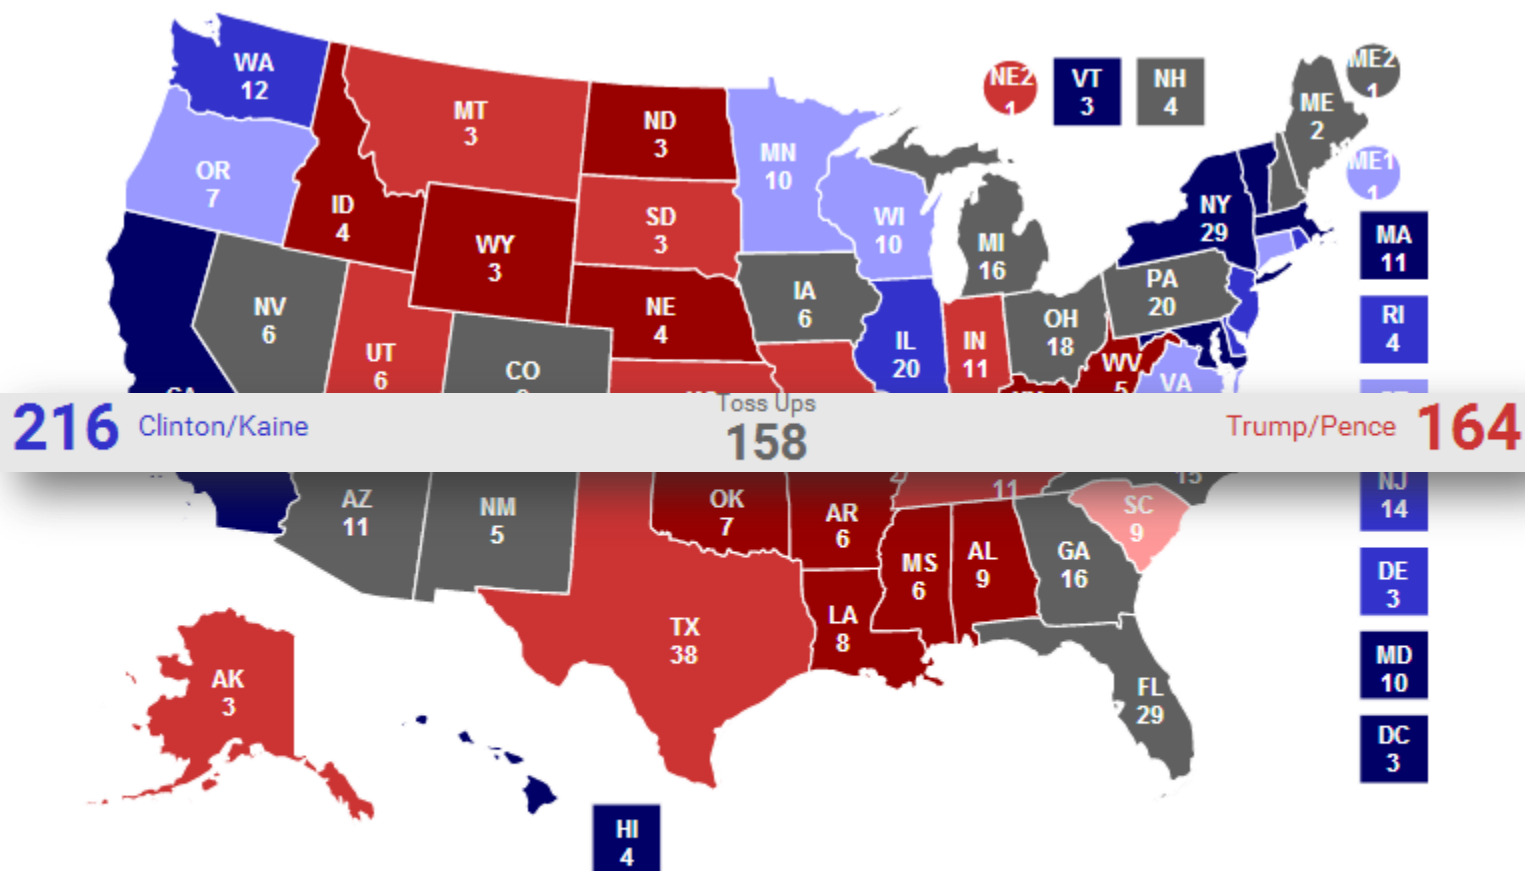 WA
12
OR
7
MT
3
ID
4
WY
3
ND
3
SD
3
NE
4
MN
10
WI
10
IA
6
MI
16
NE2
1
VT
3
NH
4
ME
2
ME2
1
ME1
1
NY
29
PA
20
MA
11
RI
4
NV
6
UT
6
CO
IL
20
IN
11
OH
18
WV
5
VA
216 Clinton/Kaine
Toss Ups
158
Trump/Pence 164
AZ
11
NM
5
OK
7
AR
6
11
15
SC
9
NJ
14
MS
6
AL
9
GA
16
LA
8
TX
38
FL
29
DE
3
MD
10
DC
3
AK
3
HI
4